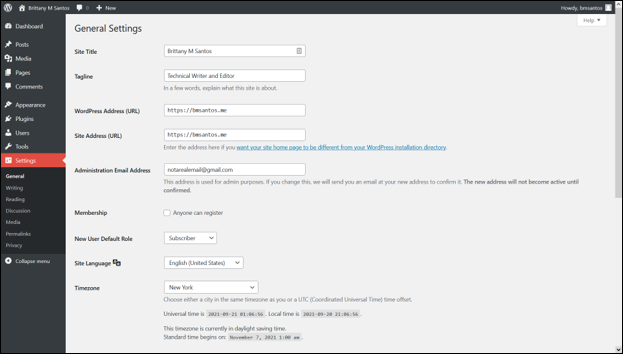 Brittany M Santos 0 + New Howdy, bmsantos
Help ▼
Dashboard
Posts
Media
Pages
Comments
Appearance
Plugins
Users
Tools
Settings
General
Writing
Reading
Discussion
Media
Permalinks
Privacy
Collapse menu
General Settings
Site Title Brittany M Santos
Tagline Technical Writer and Editor
In a few words, explain what this site is about.
WordPress Address (URL) https://bmsantos.me
Site Address (URL) https://bmsantos.me
Enter the address here if you want your site home page to be different from your WordPress installation directory.
Administration Email Address notarealemail@gmail.com
This address is used for admin purposes. If you change this, we will send you an email at your new address to confirm it. The new address will not become active until
confirmed.
Membership Anyone can register
New User Default Role Subscriber
Site Language English (United States)
Timezone New York
Choose either a city in the same timezone as you or a UTC (Coordinated Universal Time) time offset.
Universal time is 2021-09-21 01:06:56 . Local time is 2021-09-20 21:06:56 .
This timezone is currently in daylight saving time.
Standard time begins on: November 7, 2021 1:00 am .